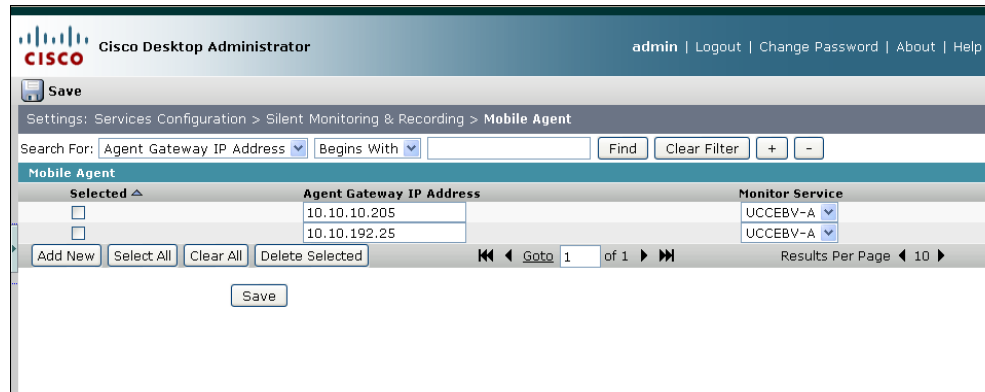 CISCO Cisco Desktop Administrator admin | Logout | Change Password | About | Help
Save
Settings: Services Configuration > Silent Monitoring & Recording > Mobile Agent
Search For: Agent Gateway IP Address Begins With Find Clear Filter + -
Mobile Agent
Selected Agent Gateway IP Address Monitor Service
10.10.10.205 UCCEBV-A
10.10.192.25 UCCEBV-A
Add New Select All Clear All Delete Selected Goto 1 of 1 Results Per Page 10
Save